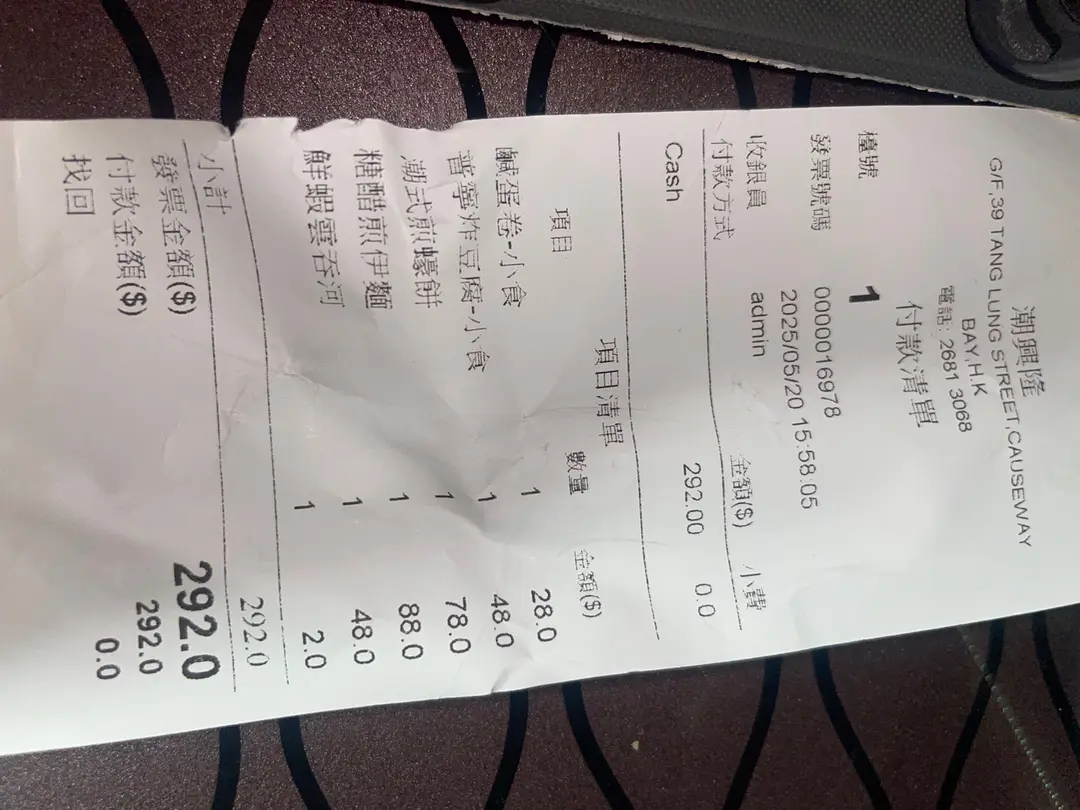 潮興隆
G/F,39 TANG LUNG STREET,CAUSEWAY
BAY,H.K
電話: 2681 3068
付款清單
檯號 1
發票號碼 0000016978
2025/05/20 15:58:05
收銀員 admin
付款方式 金額($) 小費
Cash 292.00 0.0
項目清單
項目 數量 金額($)
鹹蛋卷-小食 1 28.0
普寧炸豆腐-小食 1 48.0
潮式煎蠔餅 1 78.0
糖醋煎伊麵 1 88.0
鮮蝦雲吞河 1 48.0
1 2.0
小計 292.0
發票金額($) 292.0
付款金額($) 292.0
找回 0.0